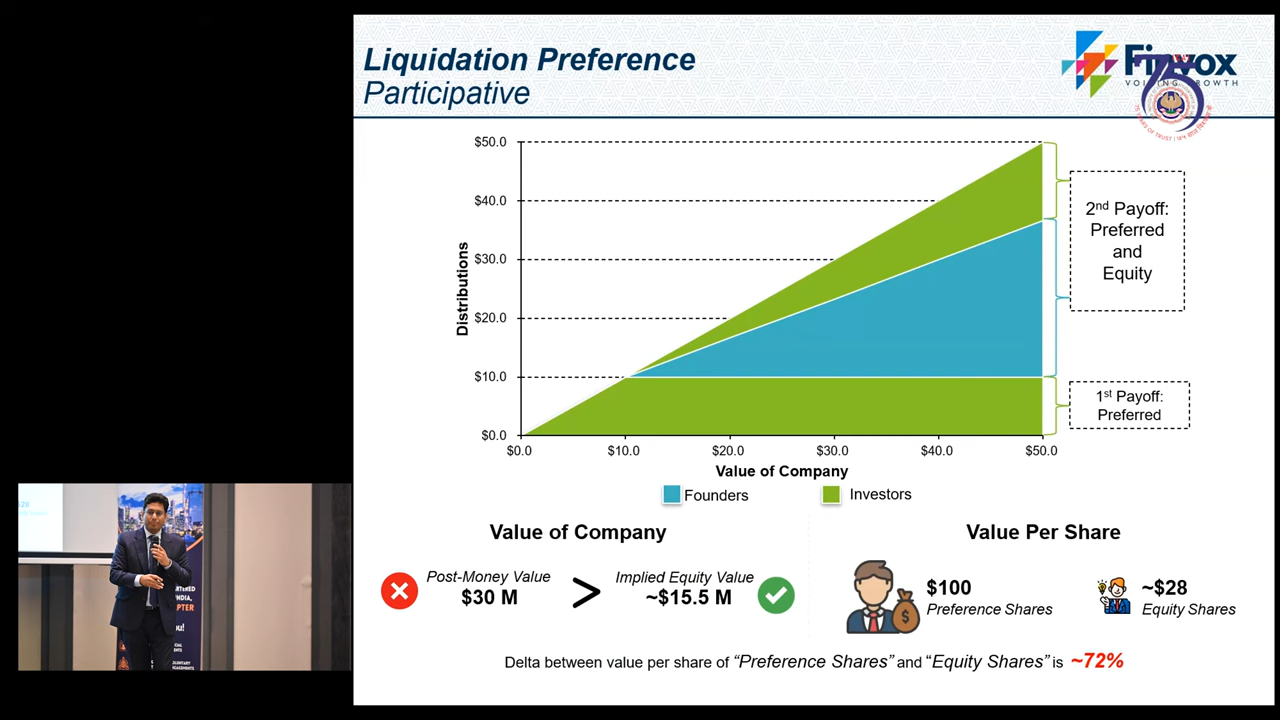 Liquidation Preference
Participative
Finvox
75
$50.0
$40.0
$30.0
$20.0
$10.0
$0.0
Distributions
$0.0 $10.0 $20.0 $30.0 $40.0 $50.0
Value of Company
Founders Investors
2nd Payoff:
Preferred
and
Equity
1st Payoff:
Preferred
Value of Company
Post-Money Value
$30 M
>
Implied Equity Value
~$15.5 M
Value Per Share
$100
Preference Shares
~$28
Equity Shares
Delta between value per share of “Preference Shares” and “Equity Shares” is ~72%